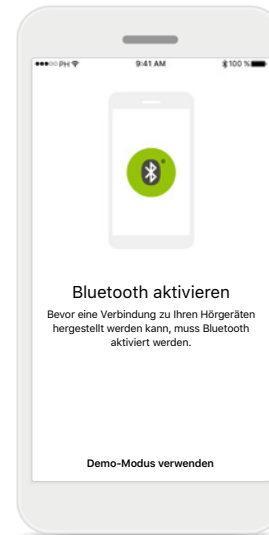 PH 9:41 AM 100 %
Bluetooth aktivieren
Bevor eine Verbindung zu Ihren Hörgeräten
hergestellt werden kann, muss Bluetooth
aktiviert werden.
Demo-Modus verwenden